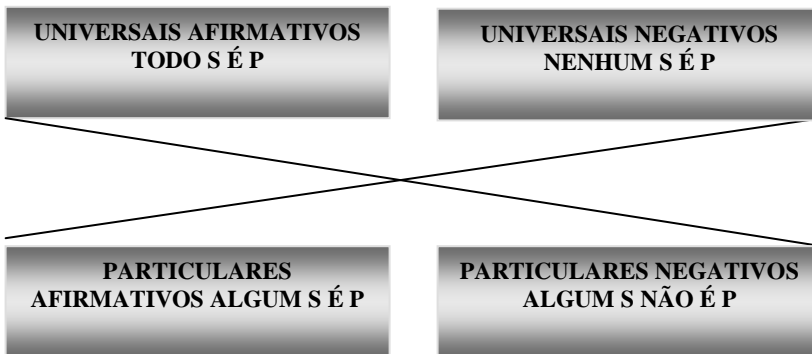 UNIVERSAIS AFIRMATIVOS
TODO S É P
UNIVERSAIS NEGATIVOS
NENHUM S É P
PARTICULARES
AFIRMATIVOS ALGUM S É P
PARTICULARES NEGATIVOS
ALGUM S NÃO É P